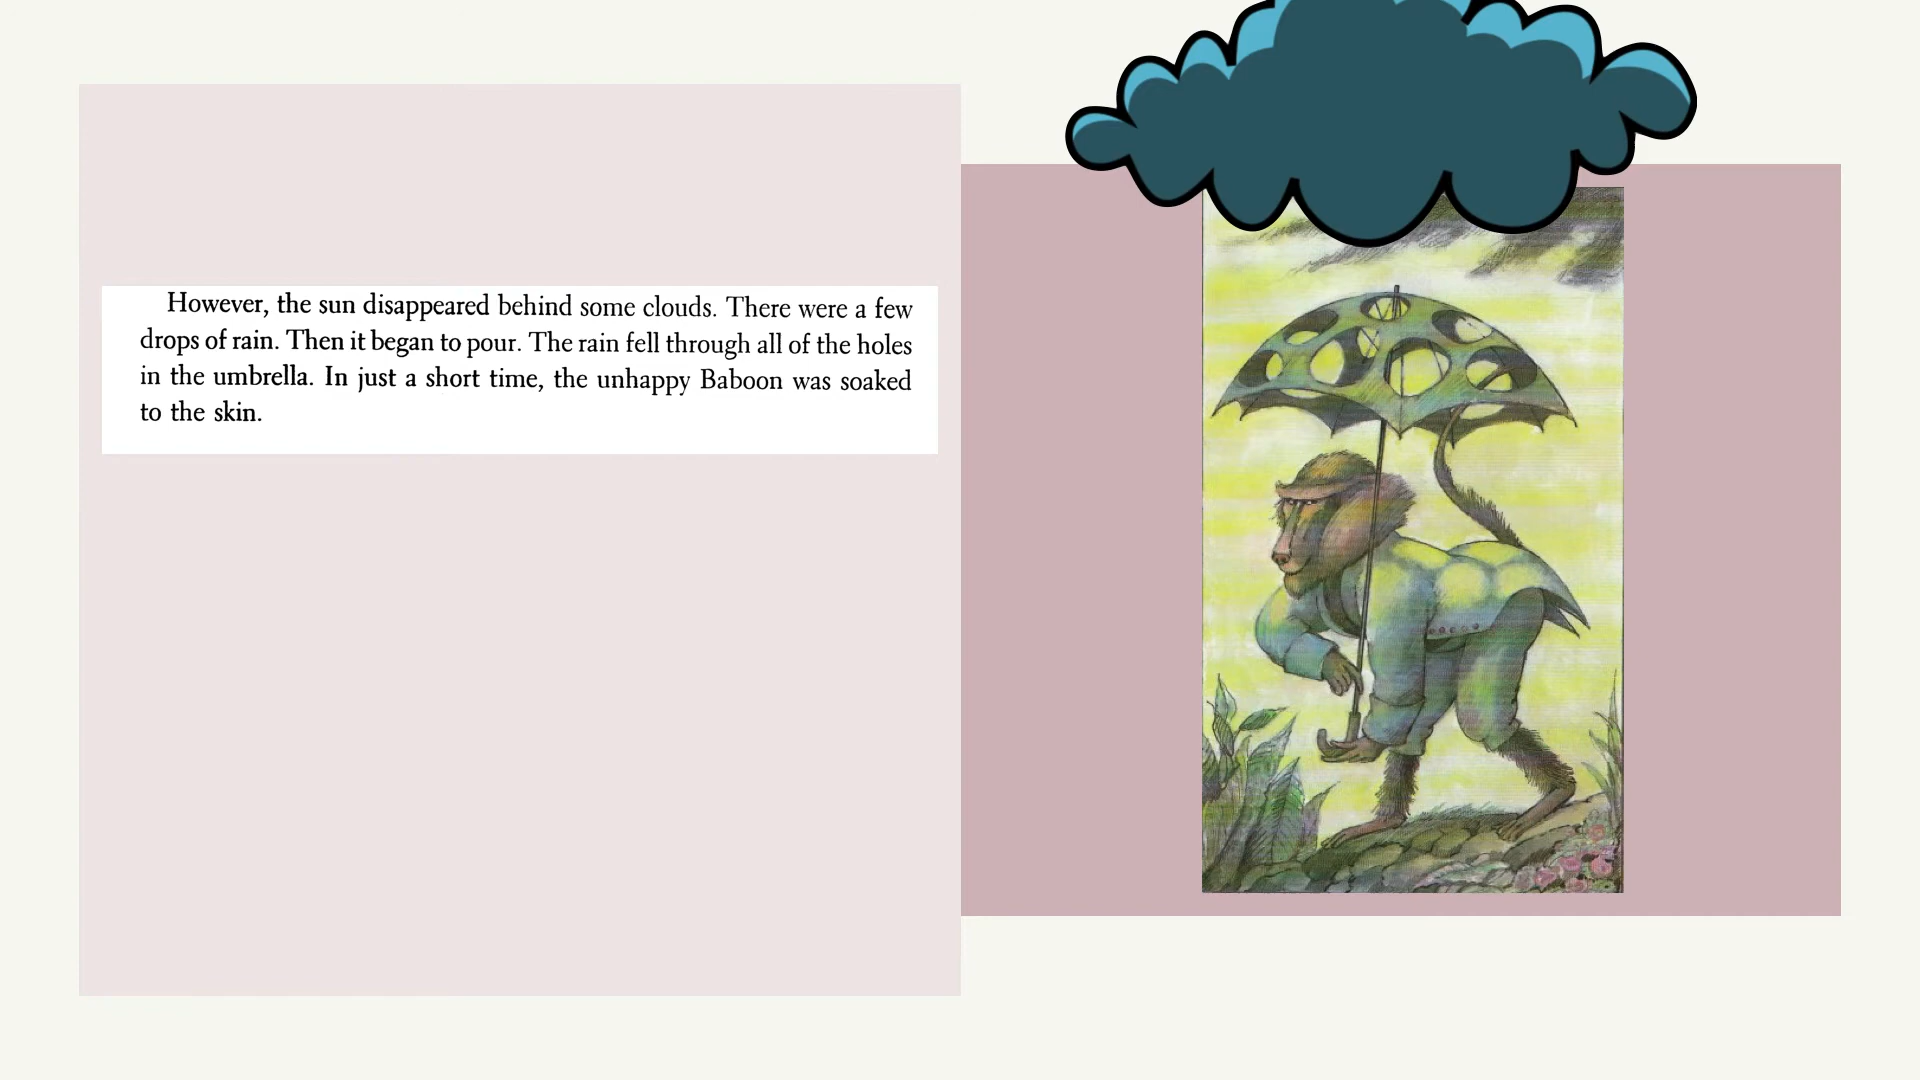 However, the sun disappeared behind some clouds. There were a few
drops of rain. Then it began to pour. The rain fell through all of the holes
in the umbrella. In just a short time, the unhappy Baboon was soaked
to the skin.